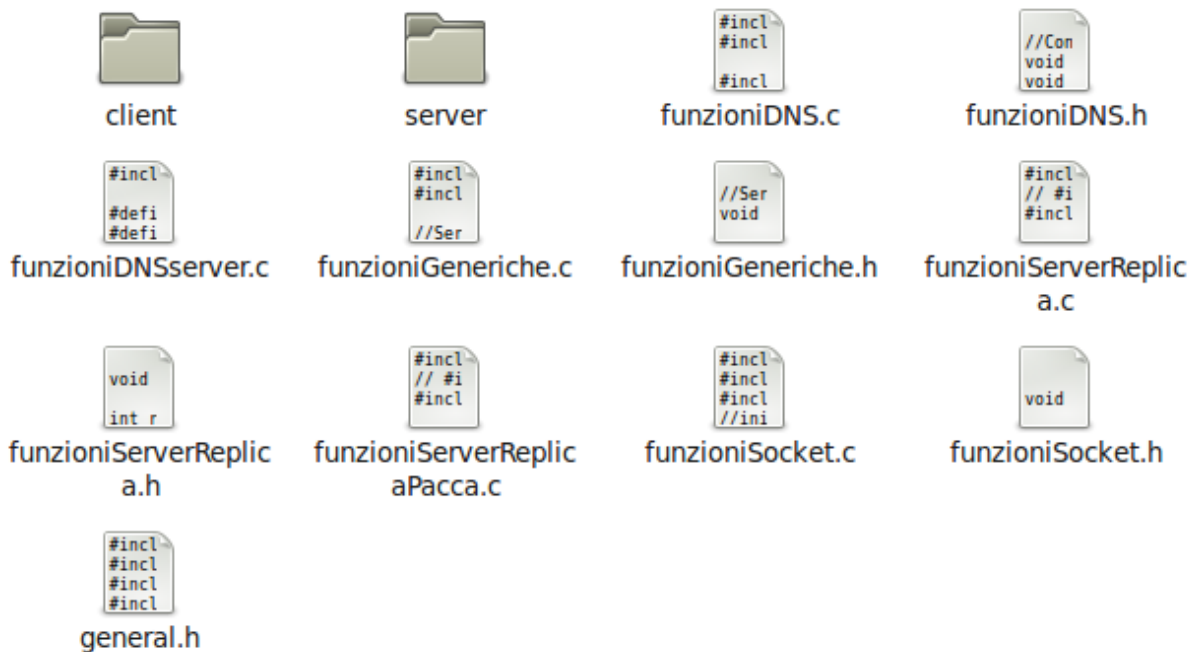 client
server
#incl
#incl
#incl
funzioniDNS.c
//Con
void
void
funzioniDNS.h
#incl
#defi
#defi
funzioniDNSserver.c
#incl
#incl
//Ser
funzioniGeneriche.c
//Ser
void
funzioniGeneriche.h
#incl
// #i
#incl
funzioniServerReplic
a.c
void
int r
funzioniServerReplic
a.h
#incl
// #i
#incl
funzioniServerReplic
aPacca.c
#incl
#incl
#incl
//ini
funzioniSocket.c
void
funzioniSocket.h
#incl
#incl
#incl
#incl
general.h